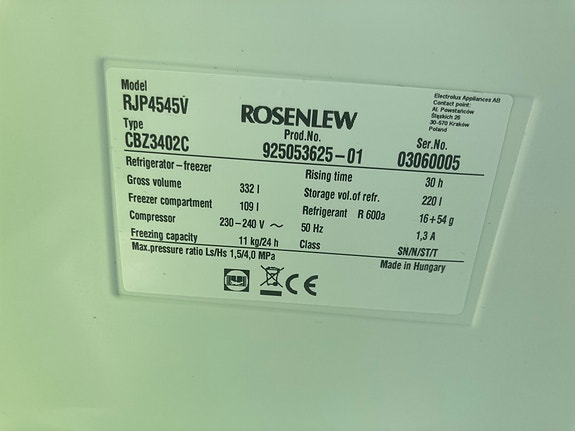 Model
RJP4545V
Type
CBZ3402C
ROSENLEW
Prod.No.
925053625-01
Electrolux Appliances AB
Contact point:
Al. Powstańców
Śląskich 26
30-570 Kraków
Poland
Ser.No.
03060005
Refrigerator-freezer
Rising time 30 h
Gross volume 332 l
Storage vol.of refr. 220 l
Freezer compartment 109 l
Refrigerant R 600a 16+54 g
Compressor 230-240 V ~ 50 Hz 1,3 A
Freezing capacity 11 kg/24 h
Class SN/N/ST/T
Max.pressure ratio Ls/Hs 1,5/4,0 MPa
Made in Hungary
CE